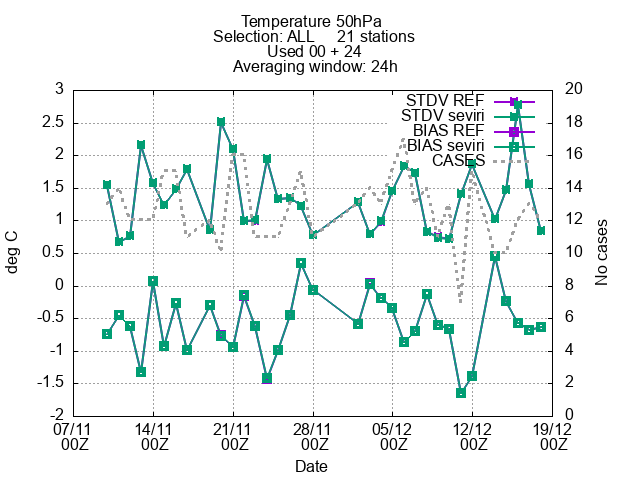 Temperature 50hPa
Selection: ALL     21 stations
Used 00 + 24
Averaging window: 24h
STDV REF
STDV seviri
BIAS REF
BIAS seviri
CASES
3
2.5
2
1.5
1
0.5
0
-0.5
-1
-1.5
-2
deg C
20
18
16
14
12
10
8
6
4
2
0
No cases
07/11 14/11 21/11 28/11 05/12 12/12 19/12
00Z 00Z 00Z 00Z 00Z 00Z 00Z
Date